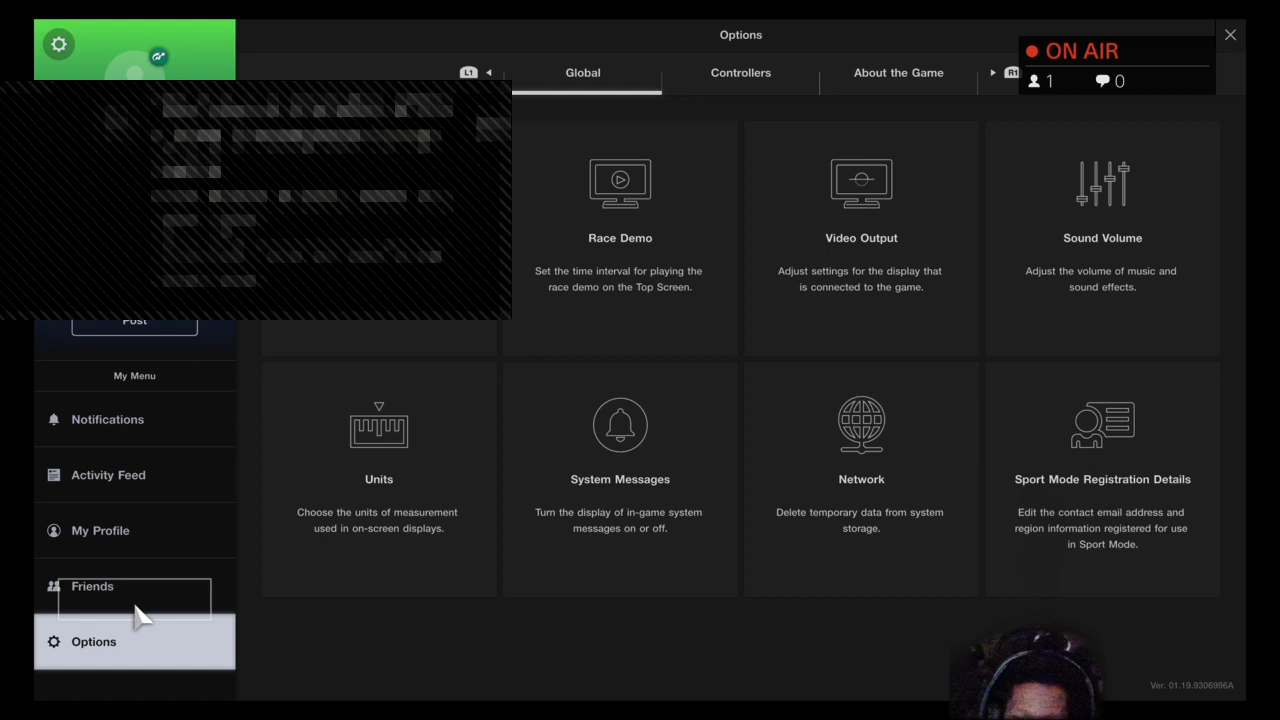 Options
ON AIR
1 0
L1 Global Controllers About the Game R1
Race Demo
Set the time interval for playing the
race demo on the Top Screen.
Video Output
Adjust settings for the display that
is connected to the game.
Sound Volume
Adjust the volume of music and
sound effects.
Post
My Menu
Notifications
Activity Feed
My Profile
Friends
Options
Units
Choose the units of measurement
used in on-screen displays.
System Messages
Turn the display of in-game system
messages on or off.
Network
Delete temporary data from system
storage.
Sport Mode Registration Details
Edit the contact email address and
region information registered for use
in Sport Mode.
Ver. 01.19.9306996A